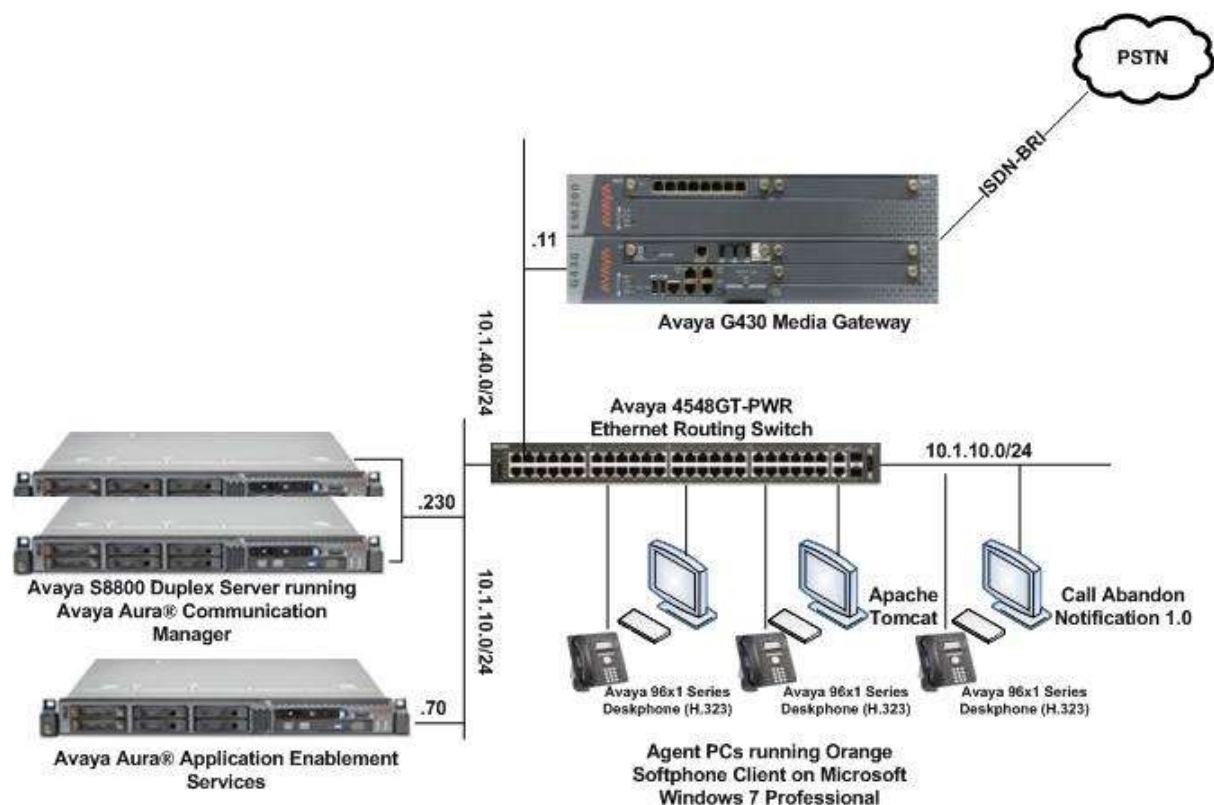 PSTN
ISDN-BRI
EM200
AVAYA
.11
G430
AVAYA
Avaya G430 Media Gateway
10.1.40.0/24
Avaya 4548GT-PWR
Ethernet Routing Switch
10.1.10.0/24
.230
Avaya S8800 Duplex Server running
Avaya Aura® Communication
Manager
10.1.10.0/24
Apache
Tomcat
Call Abandon
Notification 1.0
Avaya 96x1 Series
Deskphone (H.323)
Avaya 96x1 Series
Deskphone (H.323)
Avaya 96x1 Series
Deskphone (H.323)
.70
Avaya Aura® Application Enablement
Services
Agent PCs running Orange
Softphone Client on Microsoft
Windows 7 Professional